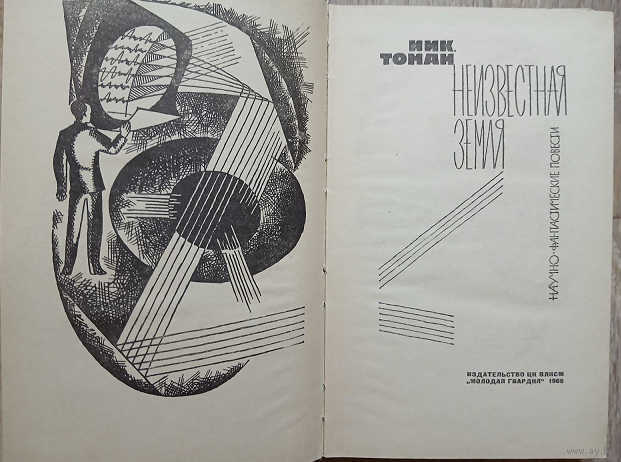 НИК.
ТОМАН
НЕИЗВЕСТНАЯ
ЗЕМЛЯ
НАУЧНО-ФАНТАСТИЧЕСКИЕ ПОВЕСТИ
ИЗДАТЕЛЬСТВО ЦК ВЛКСМ
„МОЛОДАЯ ГВАРДИЯ" 1966